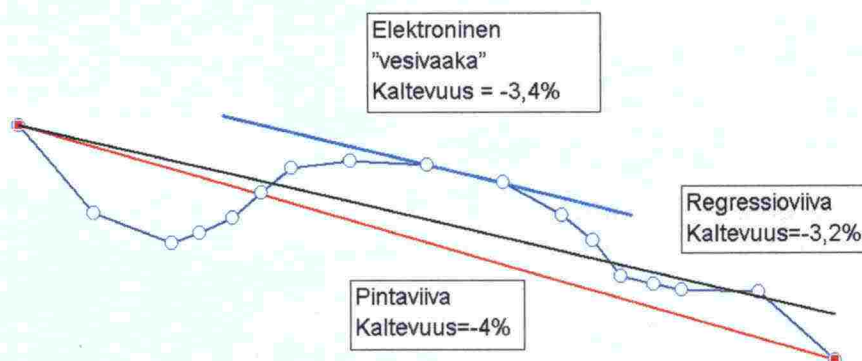 Elektroninen
”vesivaaka”
Kaltevuus = -3,4%
Regressioviiva
Kaltevuus=-3,2%
Pintaviiva
Kaltevuus=-4%